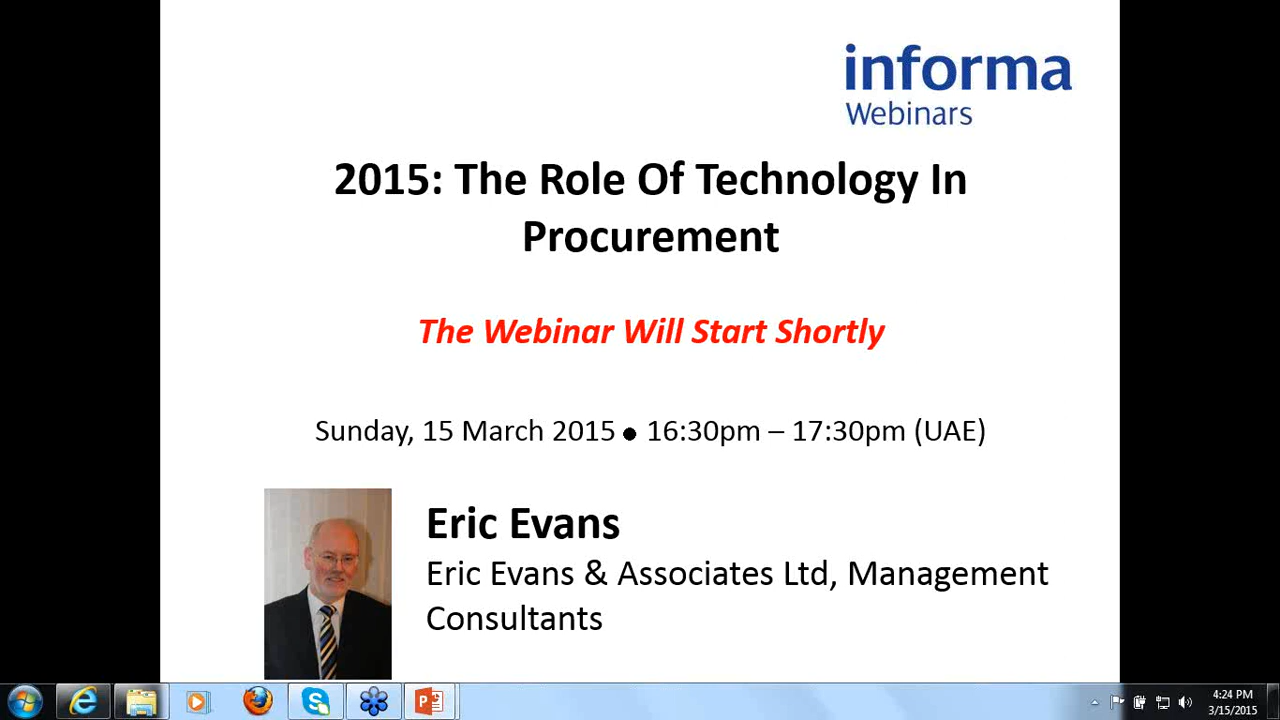 informa
Webinars
2015: The Role Of Technology In
Procurement
The Webinar Will Start Shortly
Sunday, 15 March 2015 ● 16:30pm – 17:30pm (UAE)
Eric Evans
Eric Evans & Associates Ltd, Management
Consultants
4:24 PM
3/15/2015